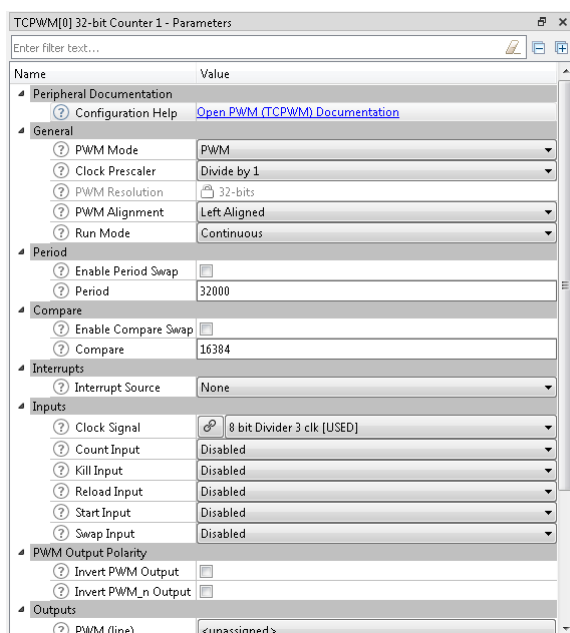 TCPWM[0] 32-bit Counter 1 - Parameters
Enter filter text...
Name Value
Peripheral Documentation
Configuration Help Open PWM (TCPWM) Documentation
General
PWM Mode PWM
Clock Prescaler Divide by 1
PWM Resolution 32-bits
PWM Alignment Left Aligned
Run Mode Continuous
Period
Enable Period Swap
Period 32000
Compare
Enable Compare Swap
Compare 16384
Interrupts
Interrupt Source None
Inputs
Clock Signal 8 bit Divider 3 clk [USED]
Count Input Disabled
Kill Input Disabled
Reload Input Disabled
Start Input Disabled
Swap Input Disabled
PWM Output Polarity
Invert PWM Output
Invert PWM_n Output
Outputs
PWM (line) <unassigned>